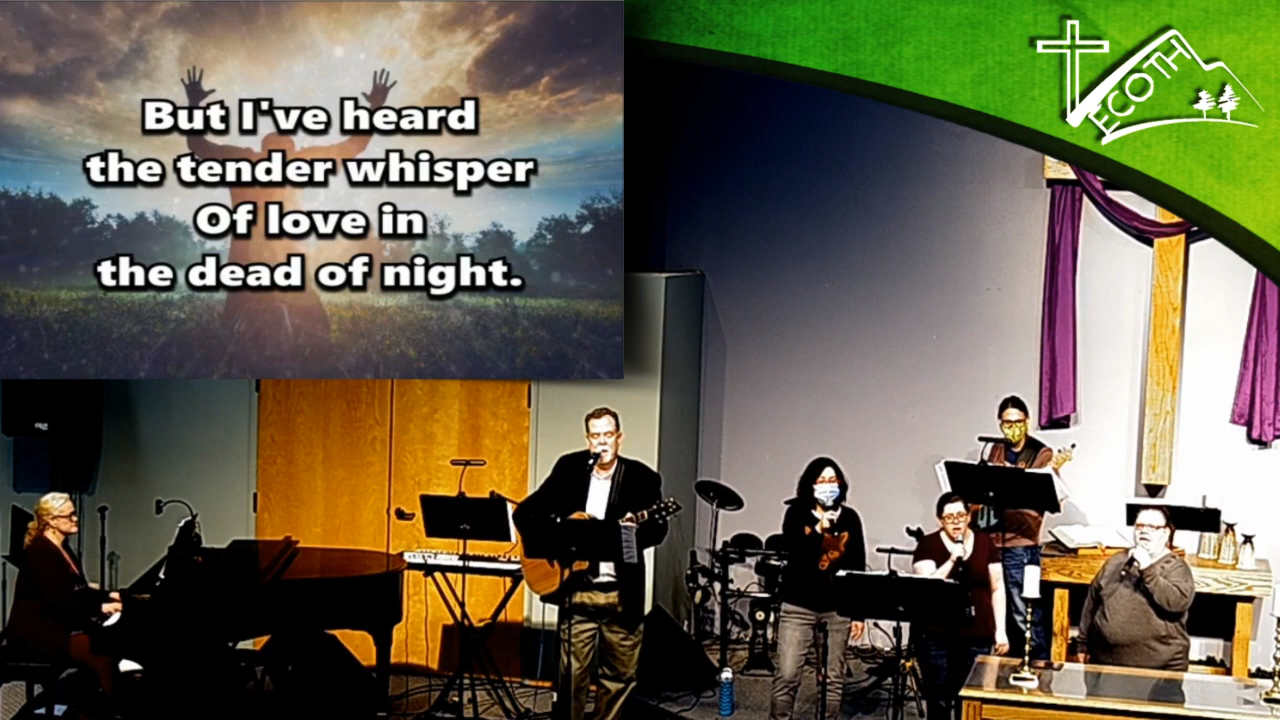 But I've heard
the tender whisper
Of love in
the dead of night.
ECOTH